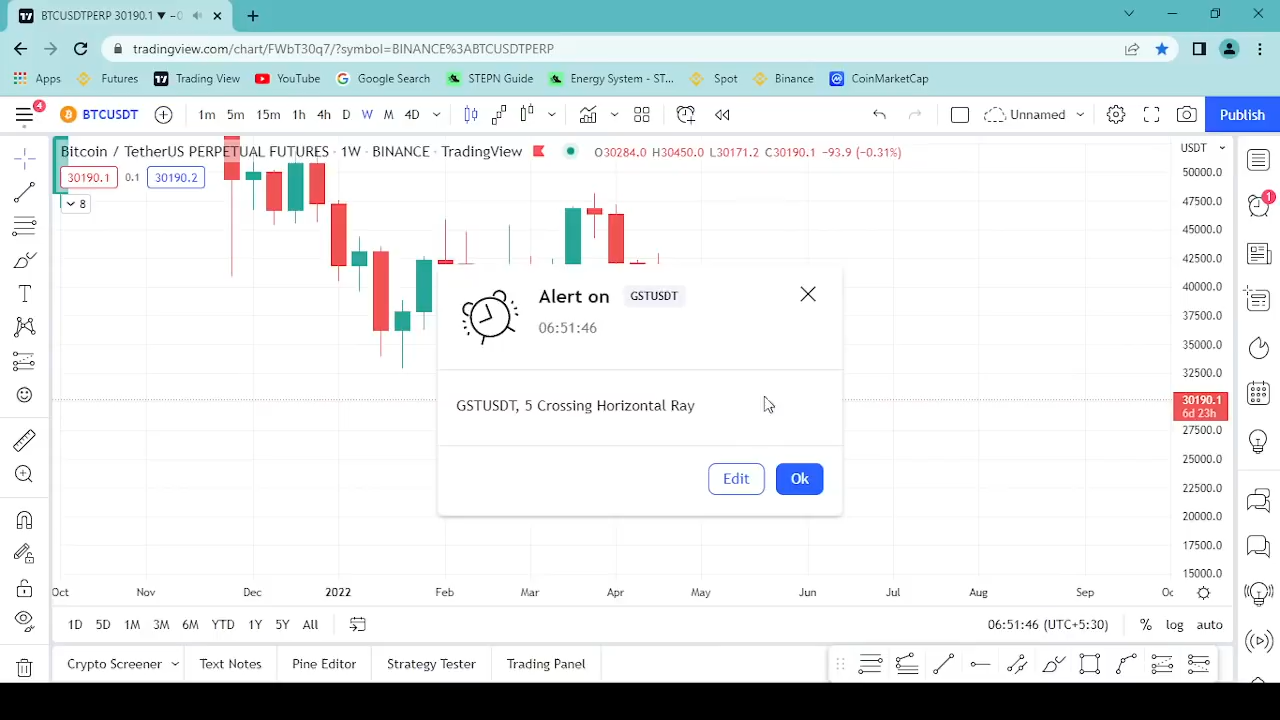 BTCUSDTPERP 30190.1 ▼ −0
tradingview.com/chart/FWbT30q7/?symbol=BINANCE%3ABTCUSDTPERP
Apps Futures Trading View YouTube Google Search STEPN Guide Energy System - ST... Spot Binance CoinMarketCap
4
BTCUSDT 1m 5m 15m 1h 4h D W M 4D Unnamed Publish
Bitcoin / TetherUS PERPETUAL FUTURES · 1W · BINANCE · TradingView O30284.0 H30450.0 L30171.2 C30190.1 −93.9 (−0.31%) USDT
30190.1 0.1 30190.2
8
1
50000.0
47500.0
45000.0
42500.0
40000.0
37500.0
35000.0
32500.0
30190.1
6d 23h
27500.0
25000.0
22500.0
20000.0
17500.0
15000.0
Alert on GSTUSDT
06:51:46
GSTUSDT, 5 Crossing Horizontal Ray
Edit Ok
Oct Nov Dec 2022 Feb Mar Apr May Jun Jul Aug Sep Oc
1D 5D 1M 3M 6M YTD 1Y 5Y All 06:51:46 (UTC+5:30) % log auto
Crypto Screener Text Notes Pine Editor Strategy Tester Trading Panel